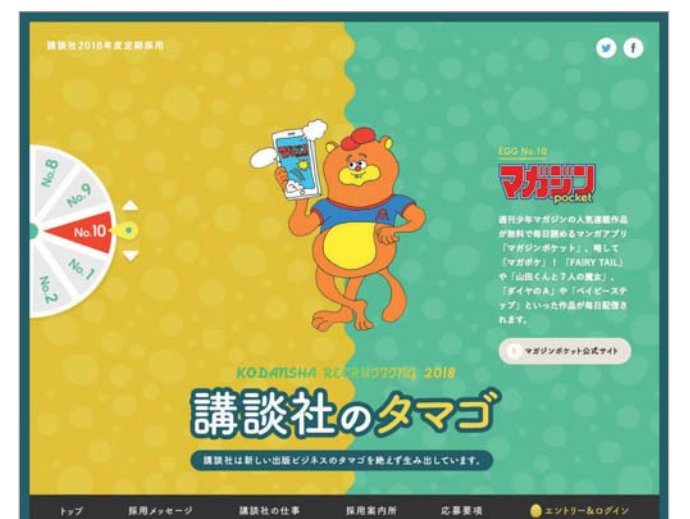 講談社2018年度定期採用
No.8
No.9
No.10
No.1
No.2
EGG No.10
マガジン
pocket
週刊少年マガジンの人気連載作品
が無料で毎日読めるマンガアプリ
「マガジンポケット」、略して
「マガポケ」！「FAIRY TAIL」
や「山田くんと7人の魔女」、
「ダイヤのA」や「ベイビーステ
ップ」といった作品が毎日配信さ
れます。
マガジンポケット公式サイト
KODANSHA RECRUITING 2018
講談社のタマゴ
講談社は新しい出版ビジネスのタマゴを絶えず生み出しています。
トップ
採用メッセージ
講談社の仕事
採用案内所
応募要項
エントリー&ログイン